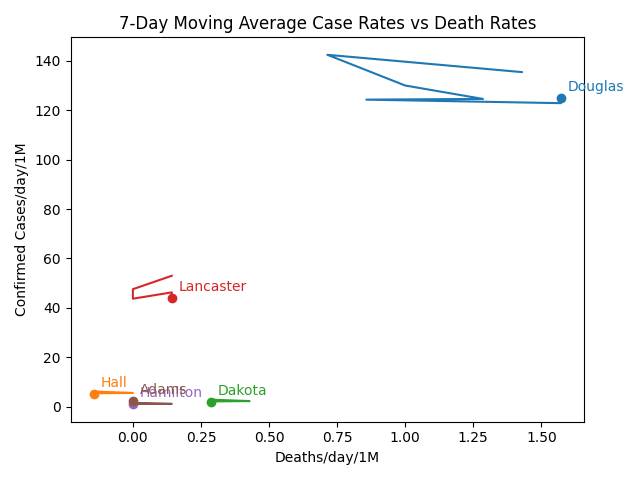 7-Day Moving Average Case Rates vs Death Rates
Confirmed Cases/day/1M
140
120
100
80
60
40
20
0
Douglas
Lancaster
Hall
Adams
Hamilton
Dakota
0.00 0.25 0.50 0.75 1.00 1.25 1.50
Deaths/day/1M